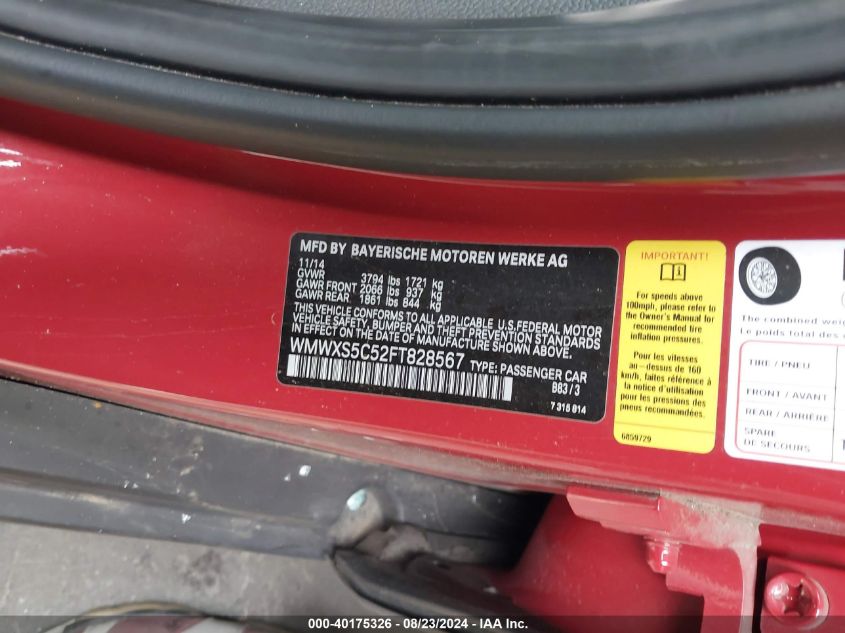 MFD BY BAYERISCHE MOTOREN WERKE AG
11/14
GVWR 3794 lbs 1721 kg
GAWR FRONT 2066 lbs 937 kg
GAWR REAR 1861 lbs 844 kg
THIS VEHICLE CONFORMS TO ALL APPLICABLE U.S.FEDERAL MOTOR
VEHICLE SAFETY, BUMPER AND THEFT PREVENTION STANDARDS
IN EFFECT ON THE DATE OF MANUFACTURE SHOWN ABOVE.
WMWXS5C52FT828567 TYPE: PASSENGER CAR
B63/3
7 315 814
IMPORTANT!
For speeds above
100mph, please refer to
the Owner's Manual for
recommended tire
inflation pressures.
Pour les vitesses
au-dessus de 160
km/h, faites référence à
la notice d'utilisation
pour les pressions des
pneus recommandées.
6859729
The combined weig
Le poids total des o
TIRE / PNEU
FRONT / AVANT
REAR / ARRIÈRE
SPARE
DE SECOURS
000-40175326 - 08/23/2024 - IAA Inc.